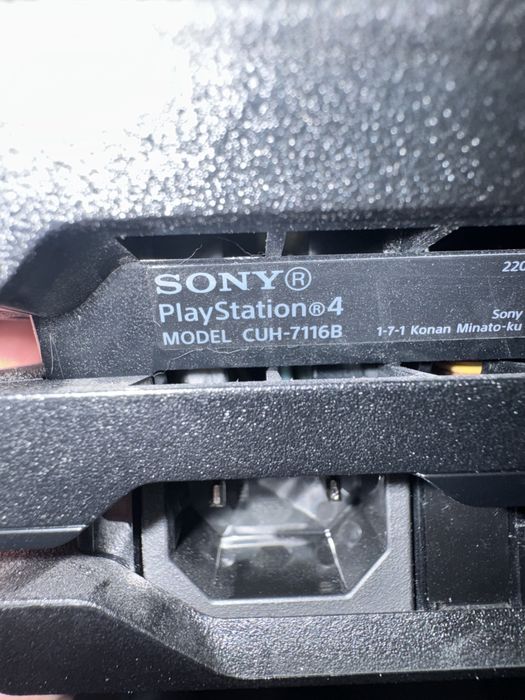 SONY®
PlayStation®4
MODEL CUH-7116B
220
Sony
1-7-1 Konan Minato-ku